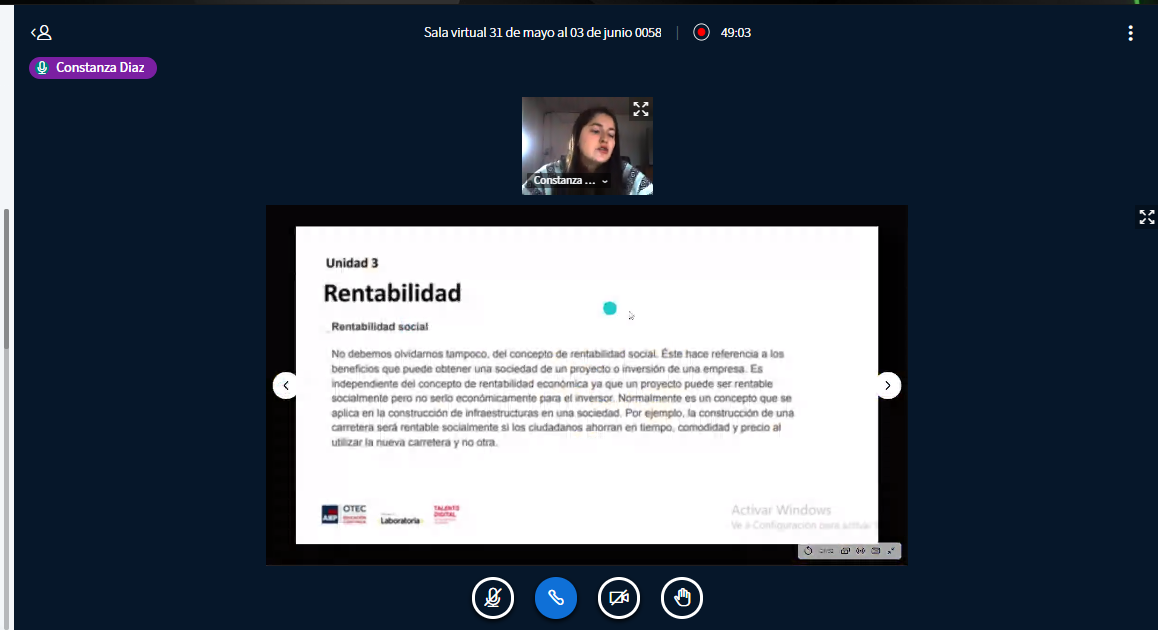 Sala virtual 31 de mayo al 03 de junio 0058
49:03
Constanza Diaz
Constanza ...
Unidad 3
Rentabilidad
Rentabilidad social
No debemos olvidarnos tampoco, del concepto de rentabilidad social. Éste hace referencia a los
beneficios que puede obtener una sociedad de un proyecto o inversión de una empresa. Es
independiente del concepto de rentabilidad económica ya que un proyecto puede ser rentable
socialmente pero no serlo económicamente para el inversor. Normalmente es un concepto que se
aplica en la construcción de infraestructuras en una sociedad. Por ejemplo, la construcción de una
carretera será rentable socialmente si los ciudadanos ahorran en tiempo, comodidad y precio al
utilizar la nueva carretera y no otra.
OTEC
Laboratoria
TALENTO
DIGITAL
Activar Windows
Ve a Configuración para activar